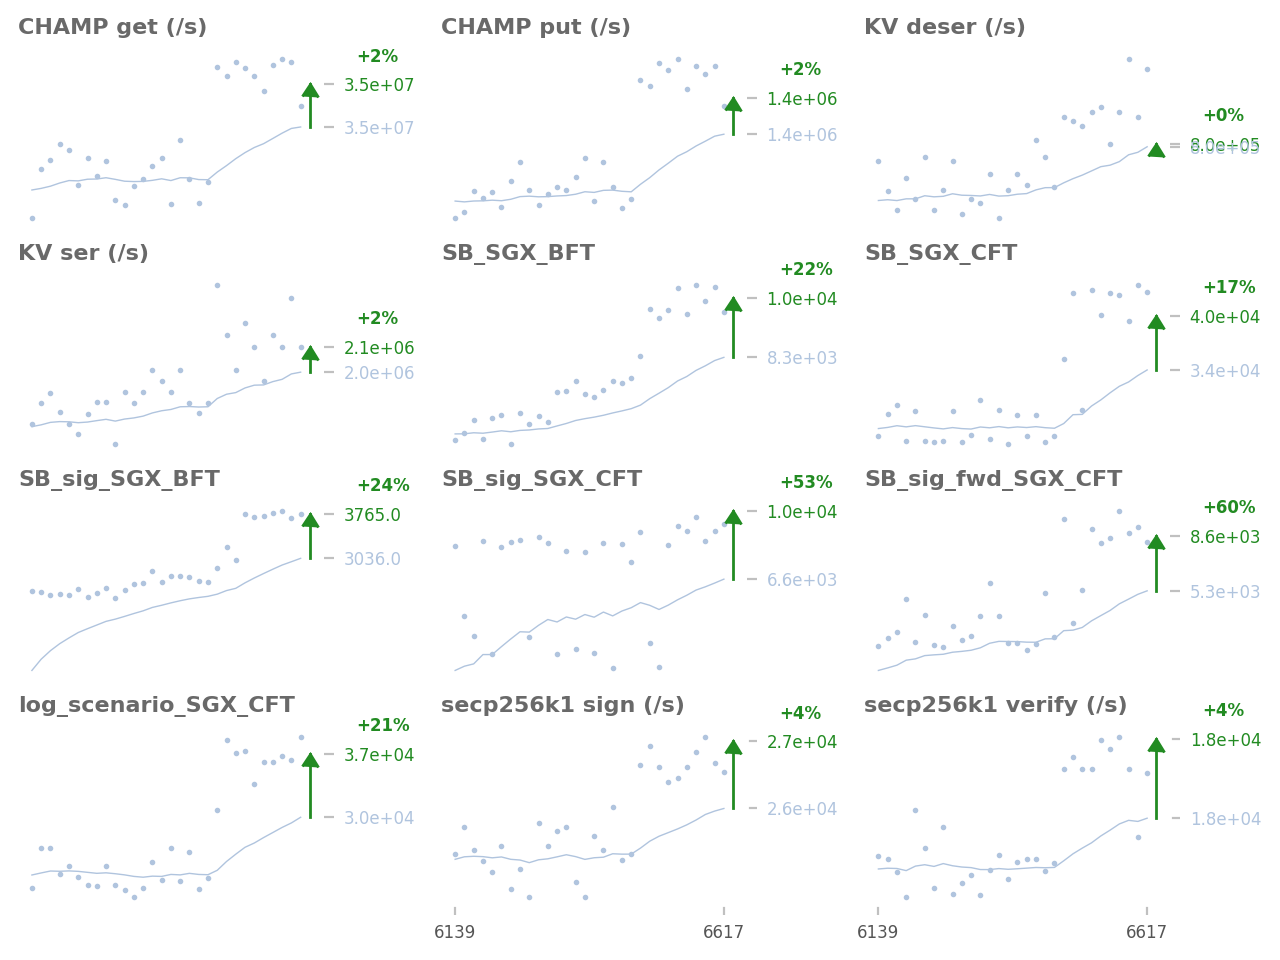 CHAMP get (/s)
+2%
3.5e+07
3.5e+07
CHAMP put (/s)
+2%
1.4e+06
1.4e+06
KV deser (/s)
+0%
8.0e+05
8.0e+05
KV ser (/s)
+2%
2.1e+06
2.0e+06
SB_SGX_BFT
+22%
1.0e+04
8.3e+03
SB_SGX_CFT
+17%
4.0e+04
3.4e+04
SB_sig_SGX_BFT
+24%
3765.0
3036.0
SB_sig_SGX_CFT
+53%
1.0e+04
6.6e+03
SB_sig_fwd_SGX_CFT
+60%
8.6e+03
5.3e+03
log_scenario_SGX_CFT
+21%
3.7e+04
3.0e+04
secp256k1 sign (/s)
+4%
2.7e+04
2.6e+04
6139
6617
secp256k1 verify (/s)
+4%
1.8e+04
1.8e+04
6139
6617